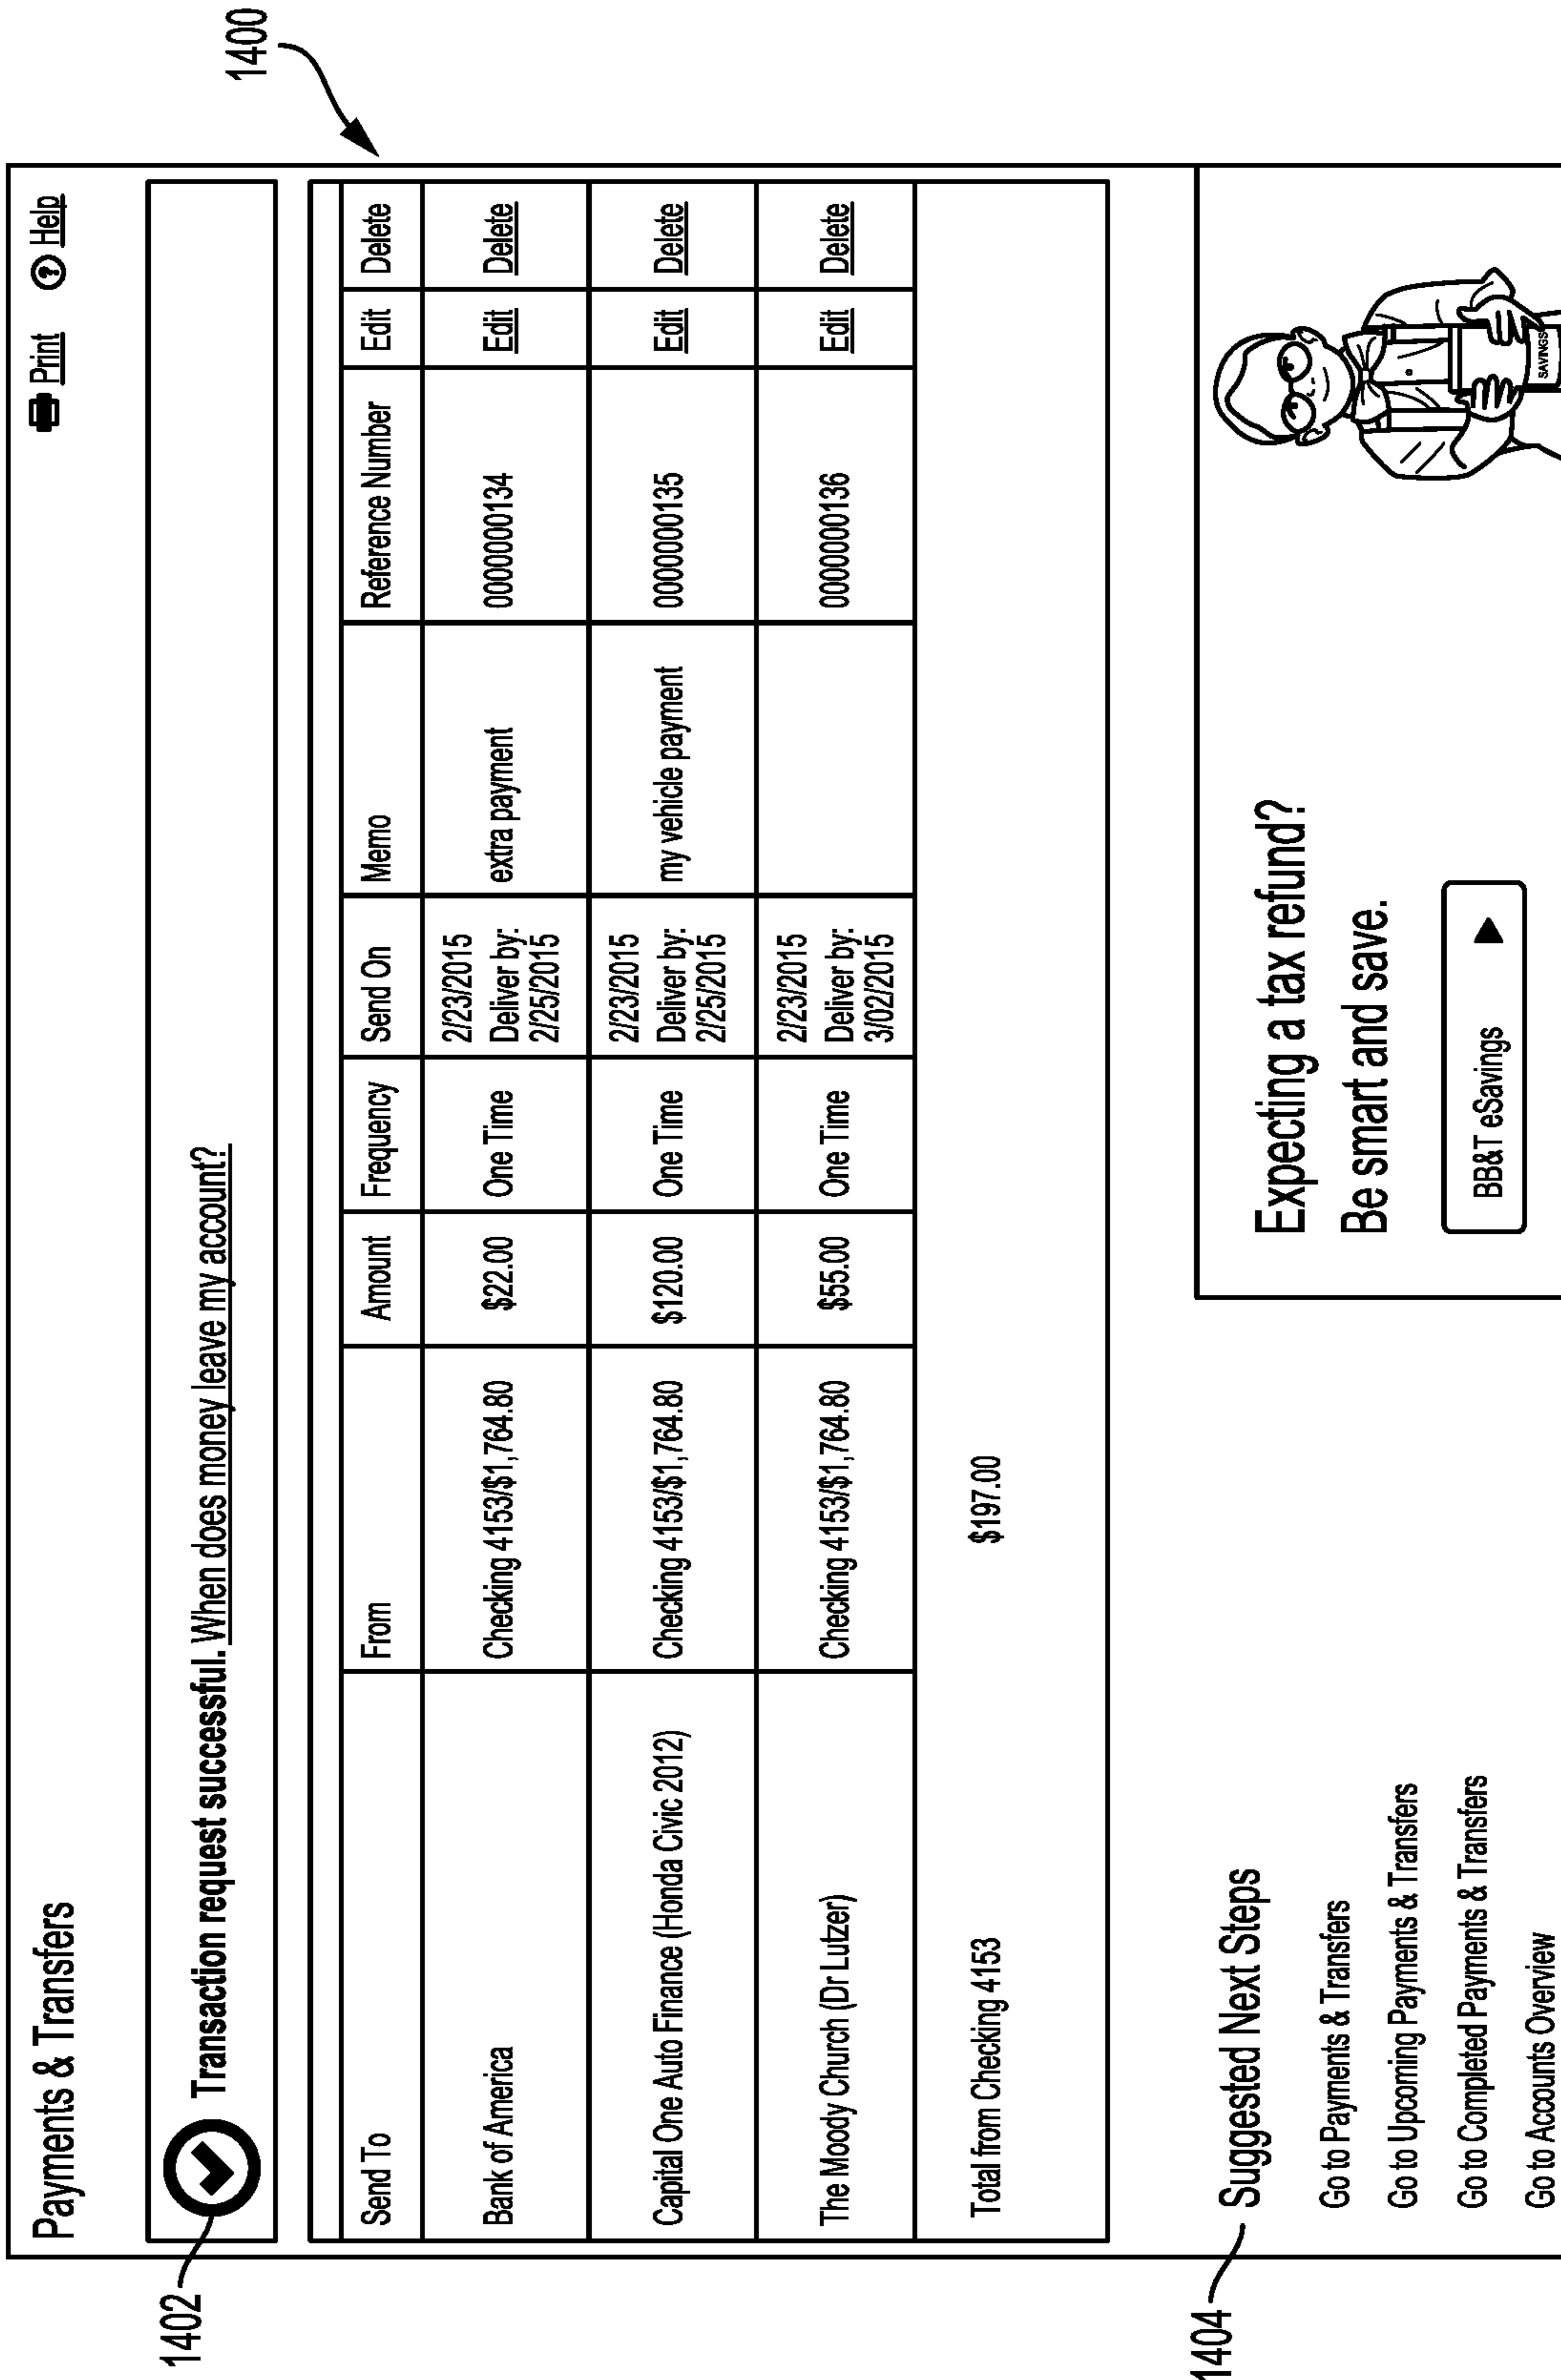 1400
Payments & Transfers Print ? Help
1402
Transaction request successful. When does money leave my account?
Send To From Amount Frequency Send On Memo Reference Number Edit Delete
Bank of America Checking 4153/$1,764.80 $22.00 One Time 2/23/2015 Deliver by: 2/25/2015 extra payment 0000000134 Edit Delete
Capital One Auto Finance (Honda Civic 2012) Checking 4153/$1,764.80 $120.00 One Time 2/23/2015 Deliver by: 2/25/2015 my vehicle payment 0000000135 Edit Delete
The Moody Church (Dr Lutzer) Checking 4153/$1,764.80 $55.00 One Time 2/23/2015 Deliver by: 3/02/2015 0000000136 Edit Delete
Total from Checking 4153 $197.00
1404
Suggested Next Steps
Go to Payments & Transfers
Go to Upcoming Payments & Transfers
Go to Completed Payments & Transfers
Go to Accounts Overview
Expecting a tax refund?
Be smart and save.
BB&T eSavings
SAVINGS